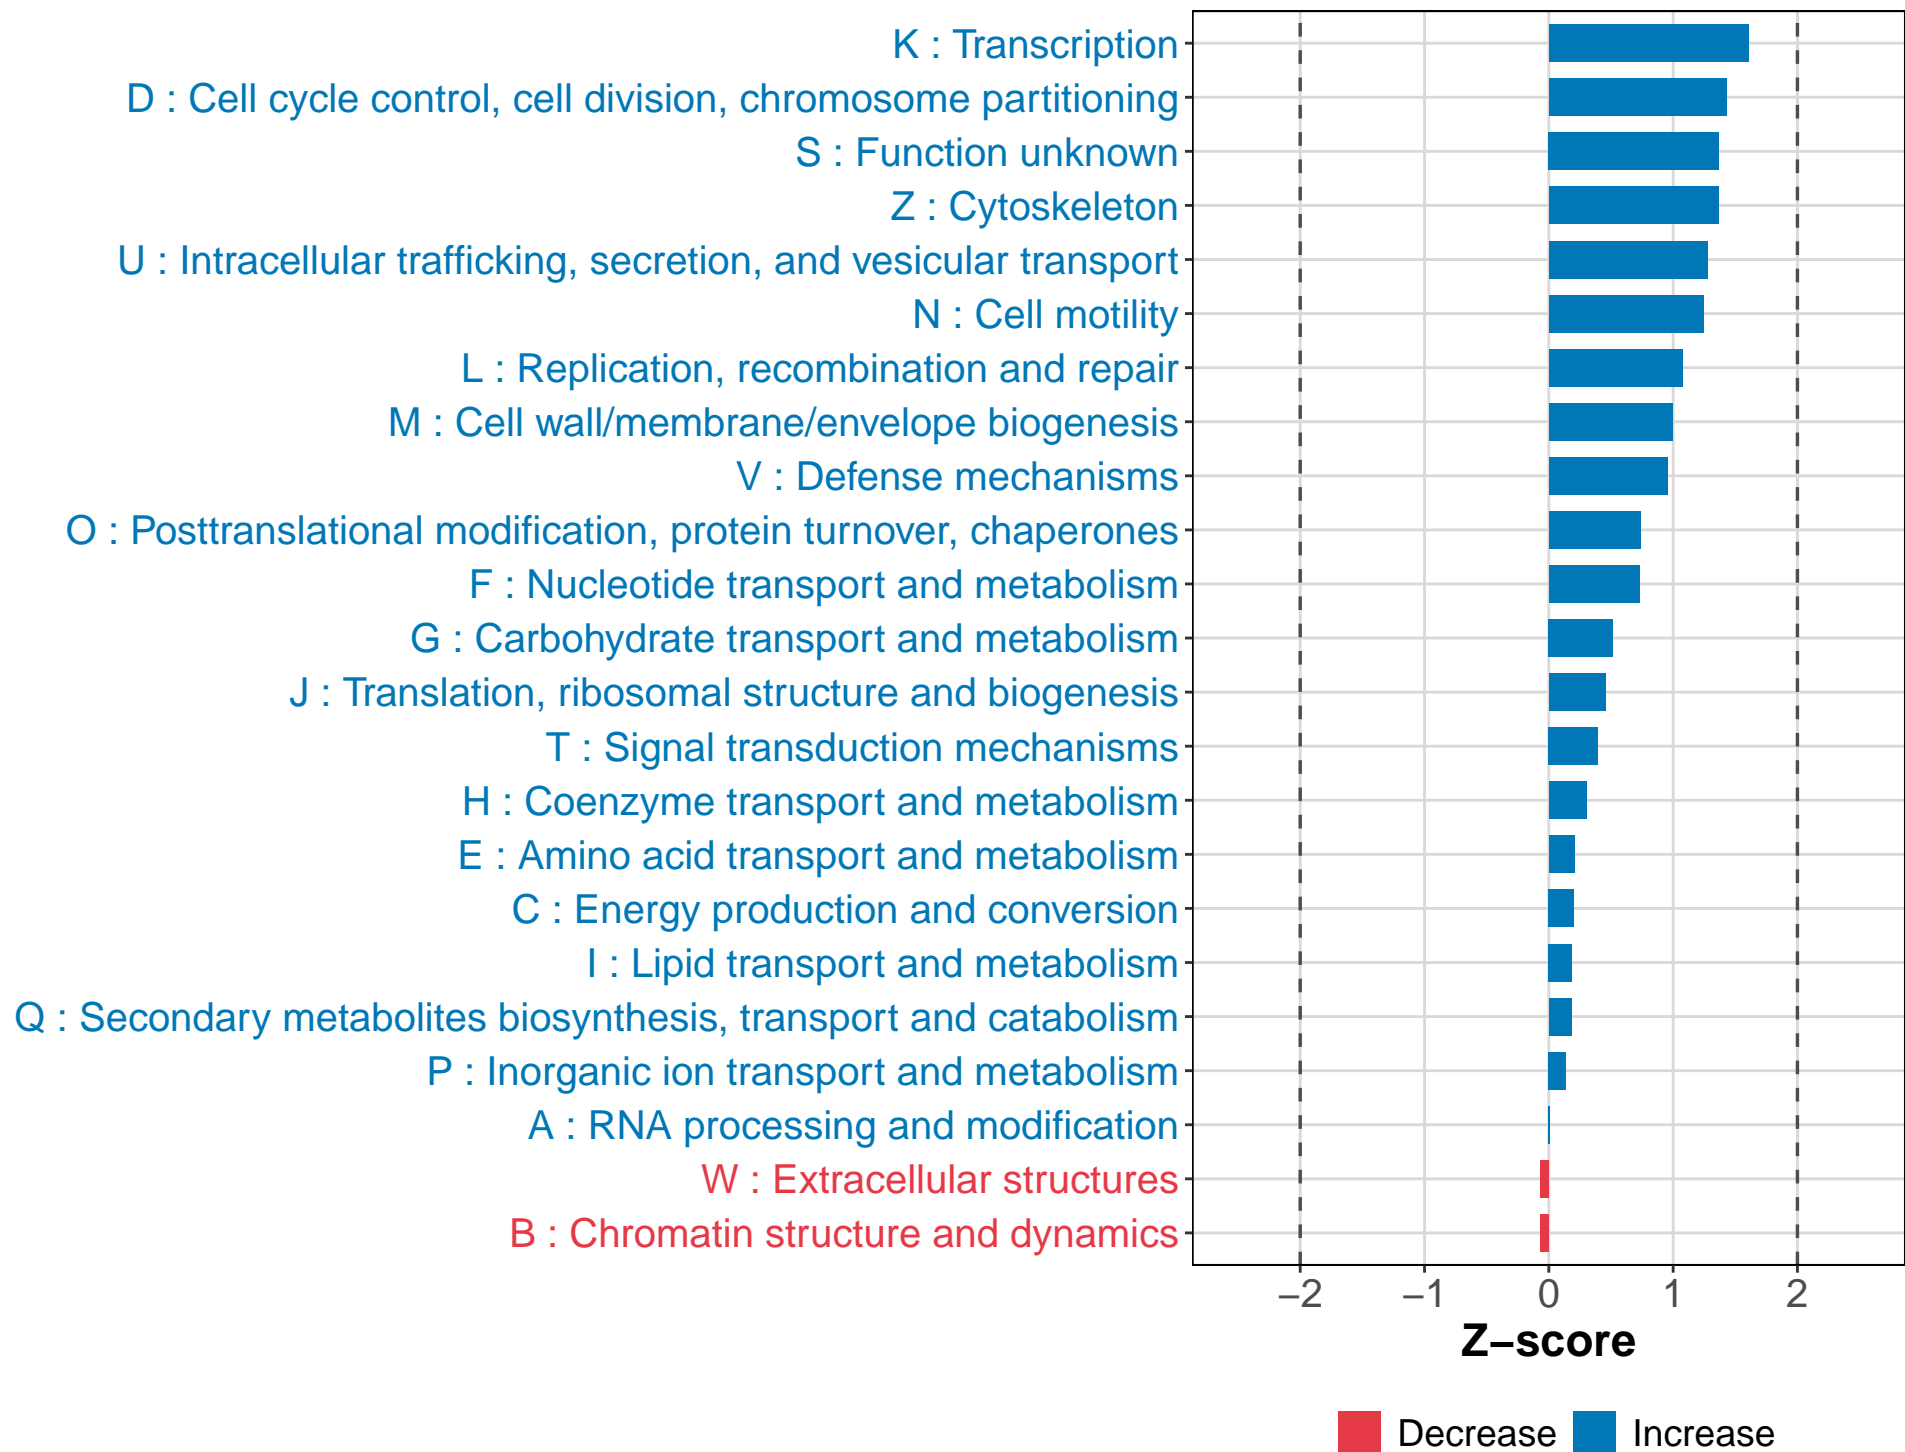 K : Transcription
D : Cell cycle control, cell division, chromosome partitioning
S : Function unknown
Z : Cytoskeleton
U : Intracellular trafficking, secretion, and vesicular transport
N : Cell motility
L : Replication, recombination and repair
M : Cell wall/membrane/envelope biogenesis
V : Defense mechanisms
O : Posttranslational modification, protein turnover, chaperones
F : Nucleotide transport and metabolism
G : Carbohydrate transport and metabolism
J : Translation, ribosomal structure and biogenesis
T : Signal transduction mechanisms
H : Coenzyme transport and metabolism
E : Amino acid transport and metabolism
C : Energy production and conversion
I : Lipid transport and metabolism
Q : Secondary metabolites biosynthesis, transport and catabolism
P : Inorganic ion transport and metabolism
A : RNA processing and modification
W : Extracellular structures
B : Chromatin structure and dynamics
−2 −1 0 1 2
Z−score
Decrease Increase